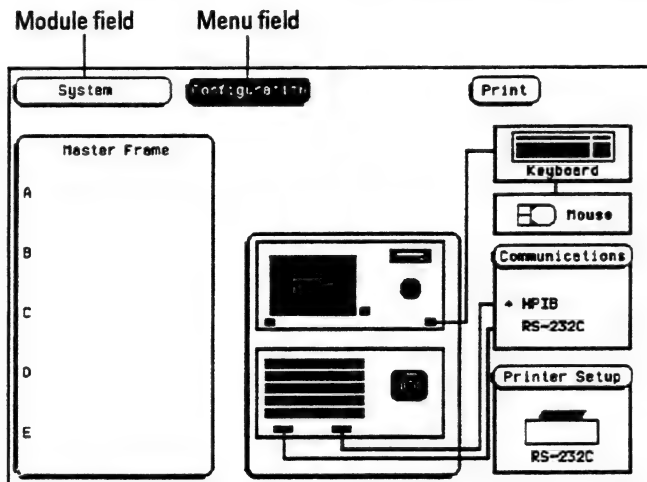 Module field Menu field
System Configuration Print
Master Frame
A
B
C
D
E
Keyboard
Mouse
Communications
* HPIB
RS-232C
Printer Setup
RS-232C